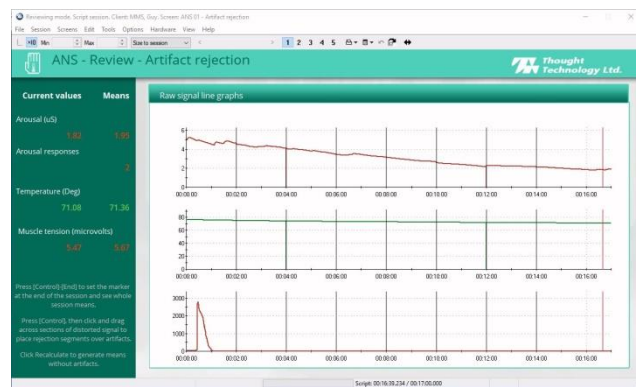 Reviewing mode. Script session. Client: MNIS, Guy. Screen: ANS 01 - Artifact rejection
File Session Screens Edit Tools Options Hardware View Help
×10 Min Max Size to session 1 2 3 4 5
ANS - Review - Artifact rejection
Thought
Technology Ltd.
Current values Means
Raw signal line graphs
Arousal (uS)
1.82 1.95
Arousal responses
2
Temperature (Deg)
71.08 71.36
Muscle tension (microvolts)
5.47 5.07
Press [Control]-[End] to set the marker
at the end of the session and see whole
session means.
Press [Control], then click and drag
across sections of distorted signal to
place rejection segments over artifacts.
Click Recalculate to generate means
without artifacts.
6
4
2
0
00:00:00 00:02:00 00:04:00 00:06:00 00:08:00 00:10:00 00:12:00 00:14:00 00:16:00
80
60
40
20
0
00:00:00 00:02:00 00:04:00 00:06:00 00:08:00 00:10:00 00:12:00 00:14:00 00:16:00
3000
2000
1000
0
00:00:00 00:02:00 00:04:00 00:06:00 00:08:00 00:10:00 00:12:00 00:14:00 00:16:00
Script: 00:16:39.234 / 00:17:00.000